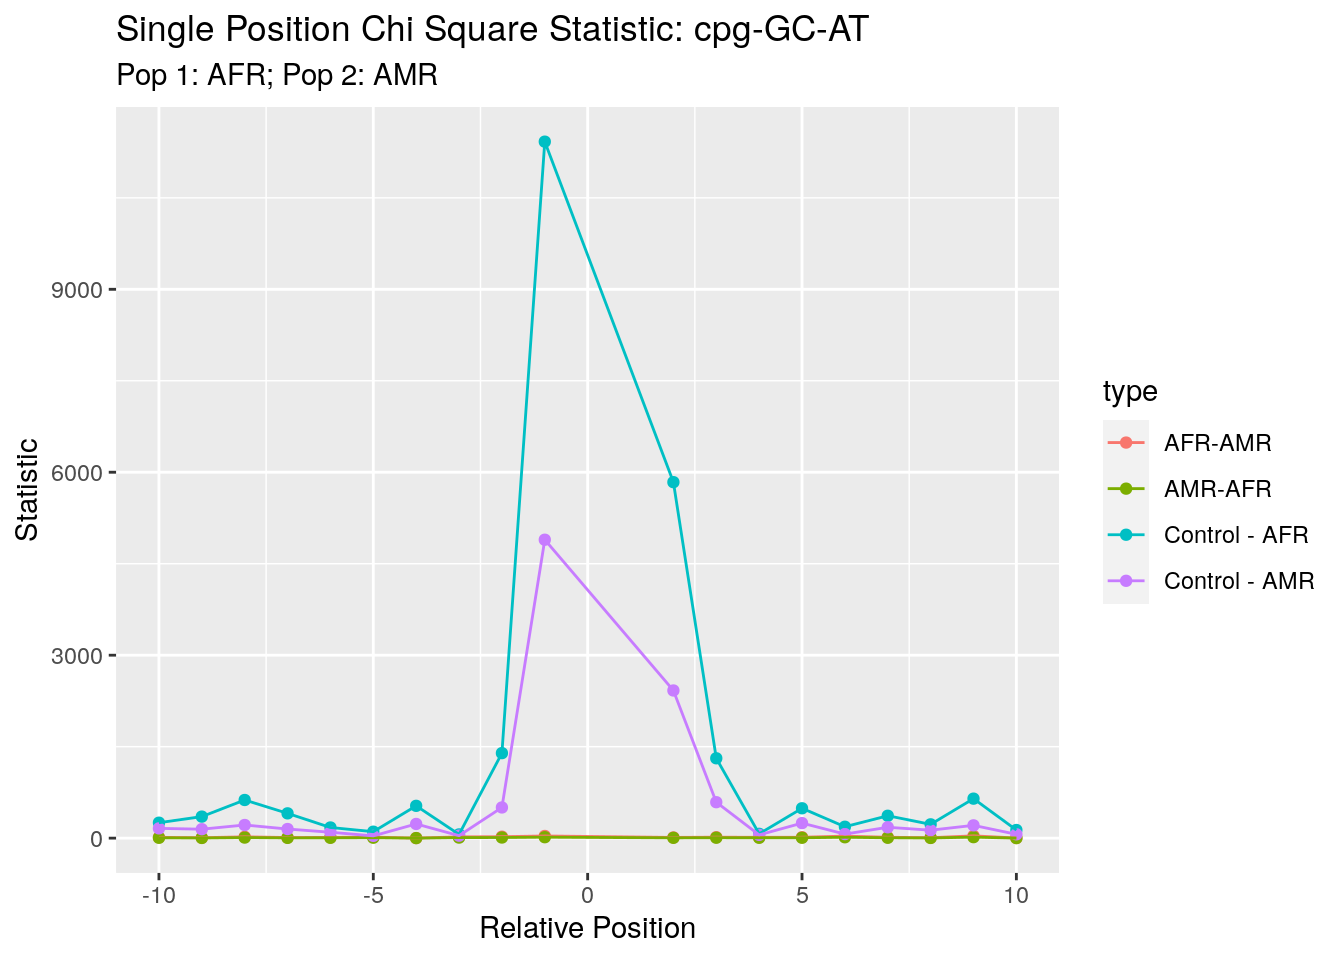 Single Position Chi Square Statistic: cpg-GC-AT
Pop 1: AFR; Pop 2: AMR
Statistic
9000
6000
3000
0
-10
-5
0
5
10
Relative Position
type
AFR-AMR
AMR-AFR
Control - AFR
Control - AMR